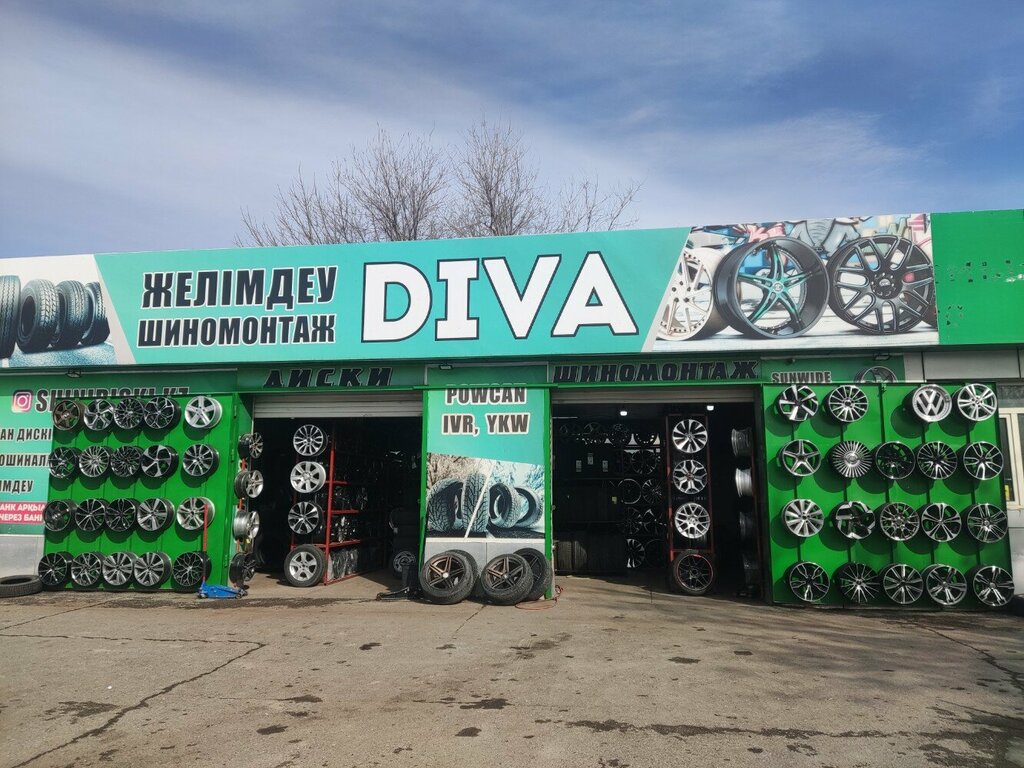 ЖЕЛІМДЕУ
ШИНОМОНТАЖ
DIVA
ДИСКИ
POWCAN
IVR, YKW
ШИНОМОНТАЖ
SUNWIDE